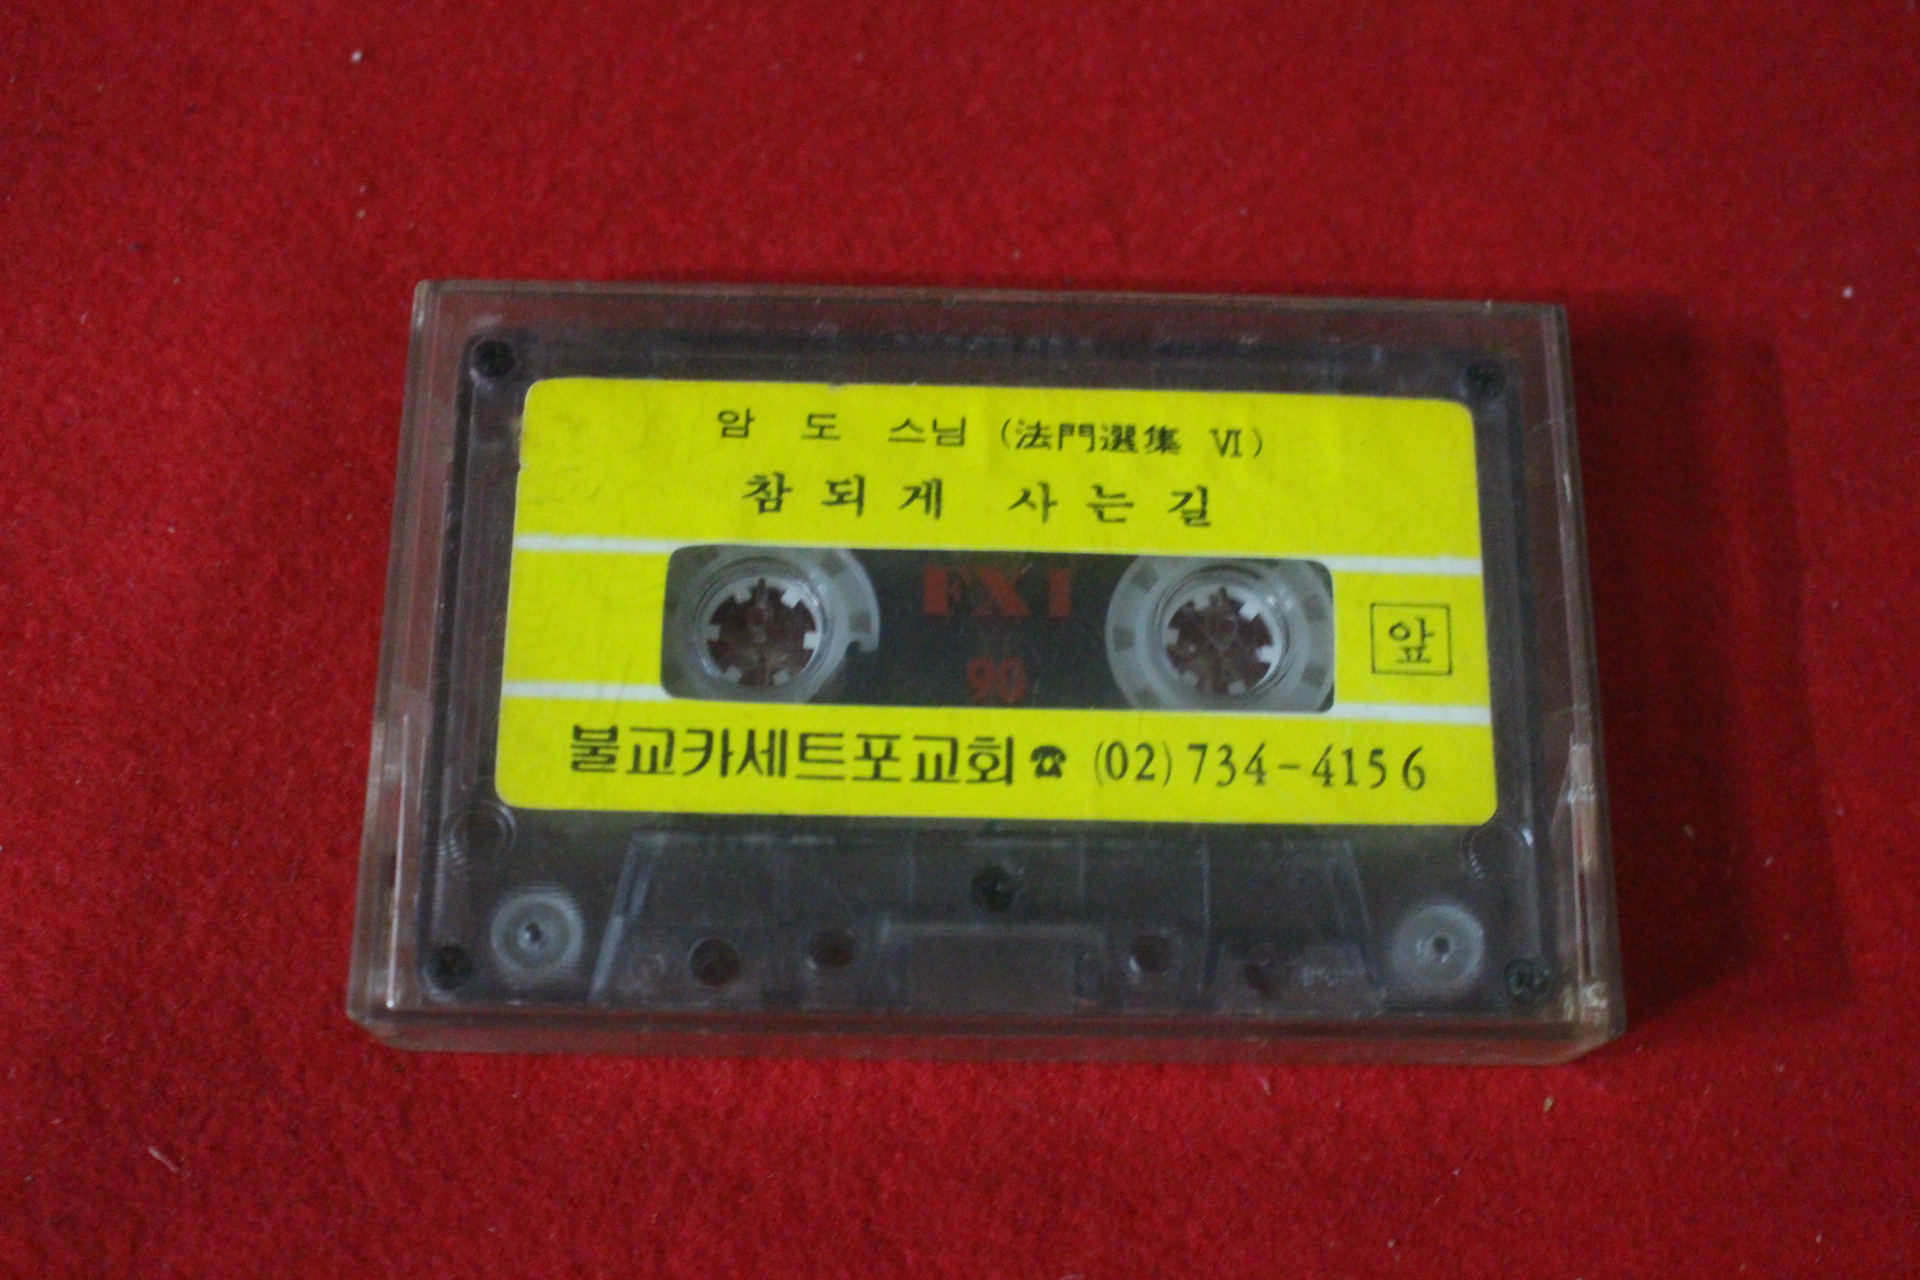 암 도 스님 (法門選集 Ⅵ)
참되게 사는길
FX I
90
앞
불교카세트포교회 ☎ (02) 734-4156